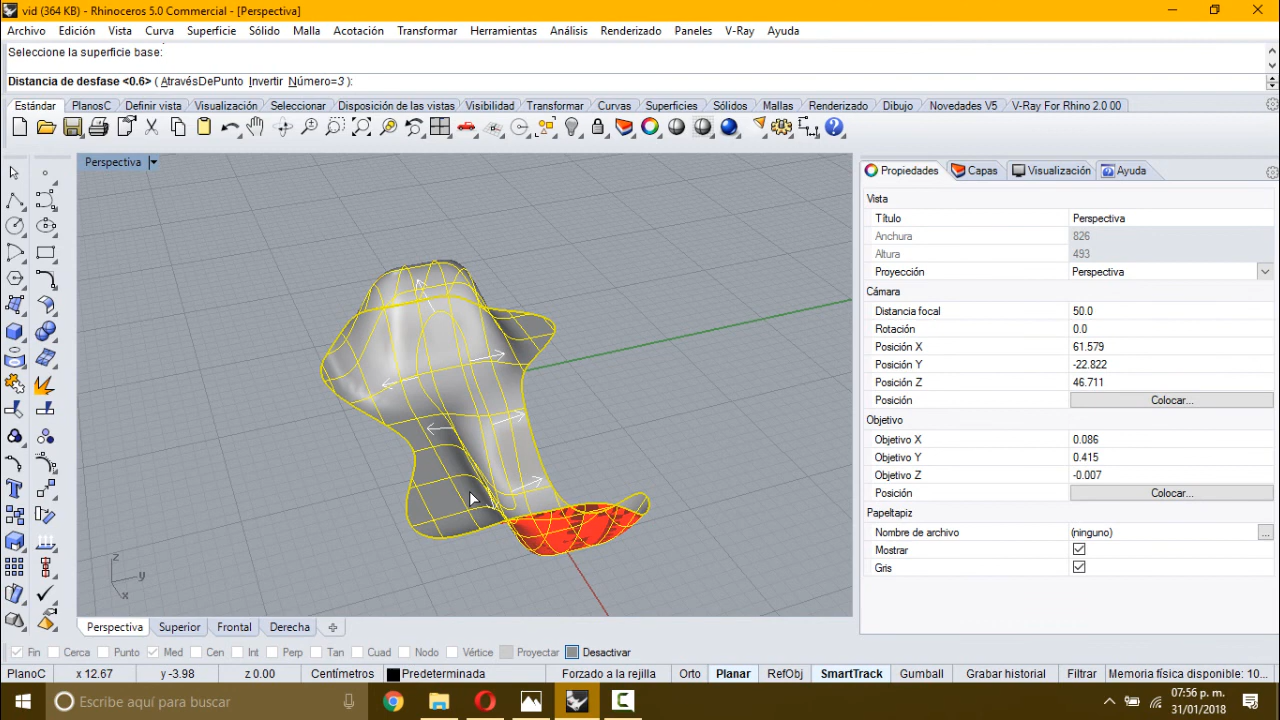 vid (364 KB) - Rhinoceros 5.0 Commercial - [Perspectiva]
Archivo Edición Vista Curva Superficie Sólido Malla Acotación Transformar Herramientas Análisis Renderizado Paneles V-Ray Ayuda
Seleccione la superficie base:
Distancia de desfase <0.6> ( AtravésDePunto Invertir Número=3 ):
Estándar PlanosC Definir vista Visualización Seleccionar Disposición de las vistas Visibilidad Transformar Curvas Superficies Sólidos Mallas Renderizado Dibujo Novedades V5 V-Ray For Rhino 2.0 00
Perspectiva
Propiedades Capas Visualización Ayuda
Vista
Título Perspectiva
Anchura 826
Altura 493
Proyección Perspectiva
Cámara
Distancia focal 50.0
Rotación 0.0
Posición X 61.579
Posición Y -22.822
Posición Z 46.711
Posición Colocar...
Objetivo
Objetivo X 0.086
Objetivo Y 0.415
Objetivo Z -0.007
Posición Colocar...
Papeltapiz
Nombre de archivo (ninguno) ...
Mostrar
Gris
z
y
x
Perspectiva Superior Frontal Derecha
Fin Cerca Punto Med Cen Int Perp Tan Cuad Nodo Vértice Proyectar Desactivar
PlanoC x 12.67 y -3.98 z 0.00 Centímetros Predeterminada Forzado a la rejilla Orto Planar RefObj SmartTrack Gumball Grabar historial Filtrar Memoria física disponible: 10...
Escribe aquí para buscar
07:56 p. m.
31/01/2018